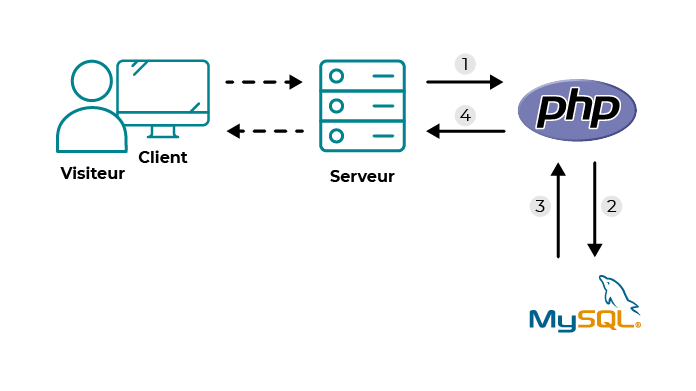 1
php
4
Client
Visiteur
Serveur
3
2
MySQL®